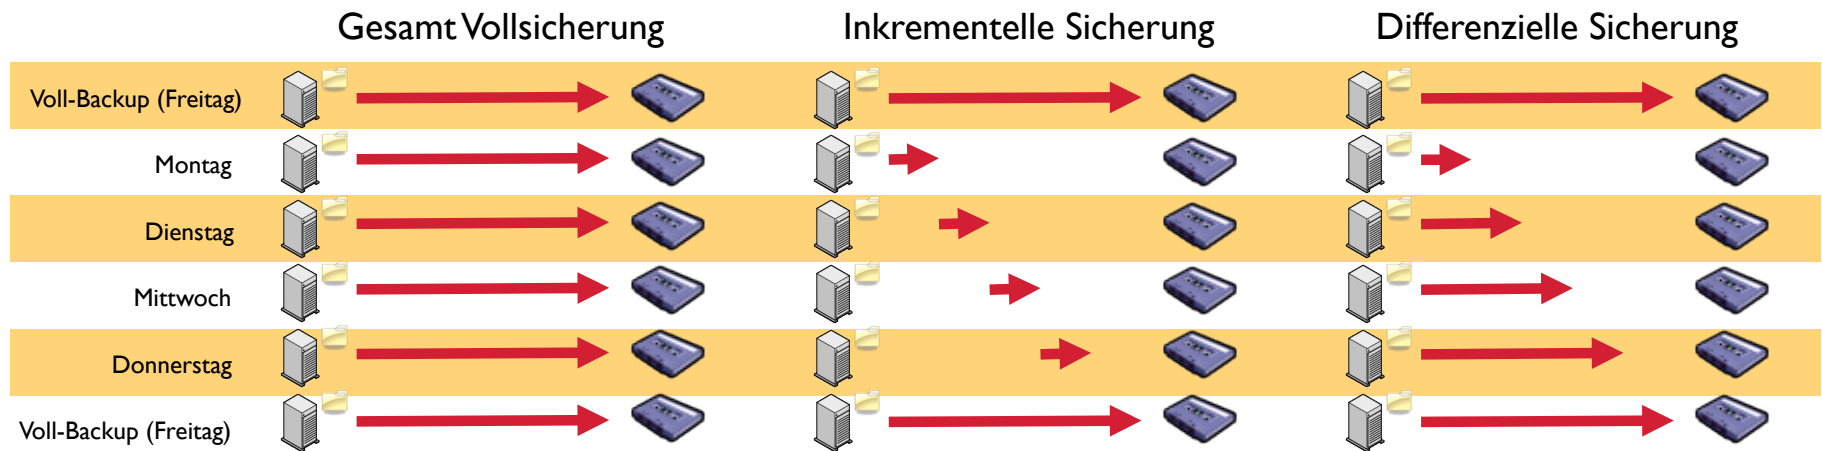 Gesamt Vollsicherung Inkrementelle Sicherung Differenzielle Sicherung
Voll-Backup (Freitag)
Montag
Dienstag
Mittwoch
Donnerstag
Voll-Backup (Freitag)